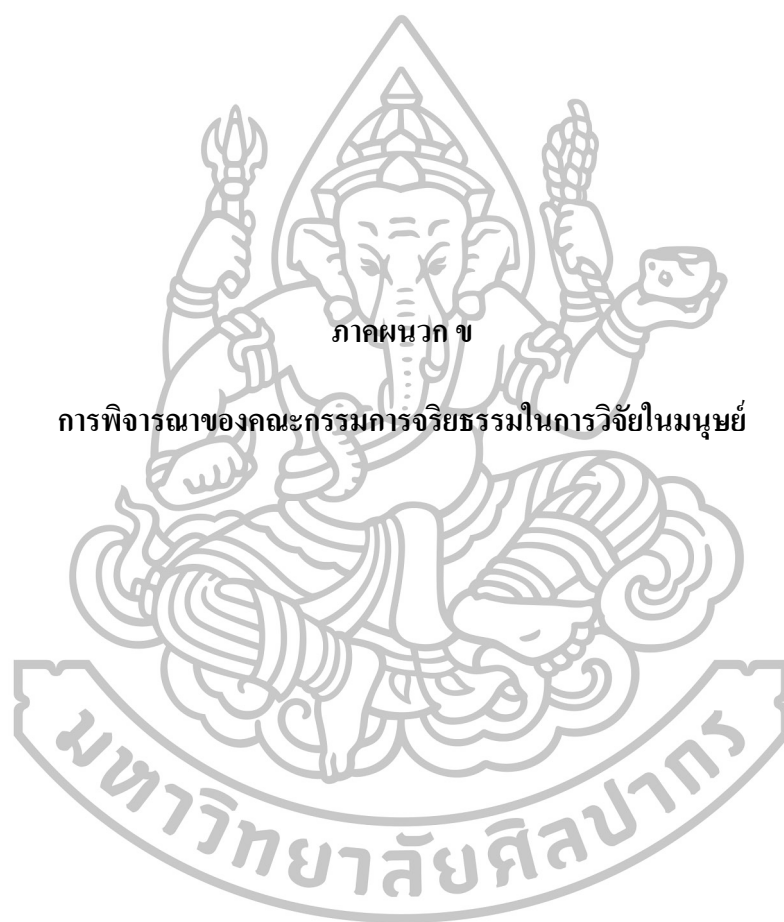 ภาคผนวก ข
การพิจารณาของคณะกรรมการจริยธรรมในการวิจัยในมนุษย์
มหาวิทยาลัยศิลปากร